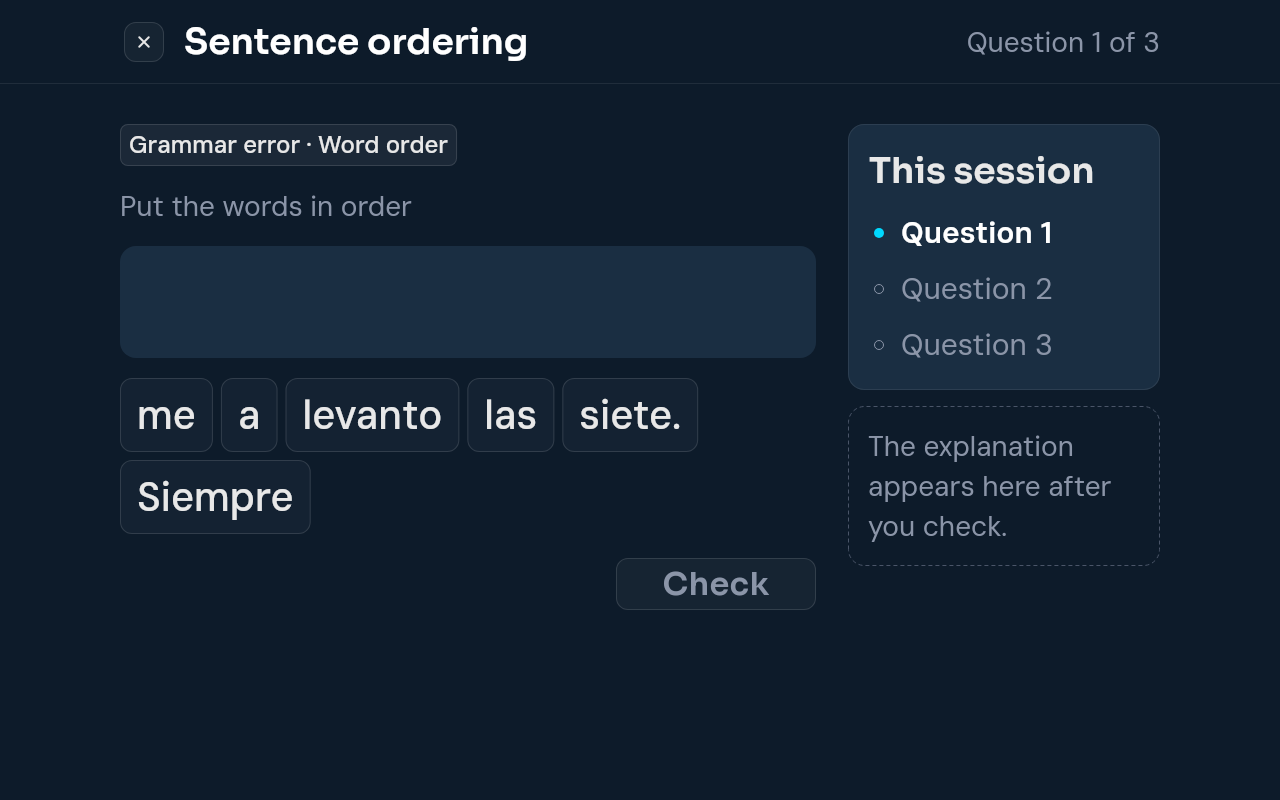 Sentence ordering
Question 1 of 3
Grammar error · Word order
Put the words in order
me a levanto las siete.
Siempre
Check
This session
Question 1
Question 2
Question 3
The explanation
appears here after
you check.